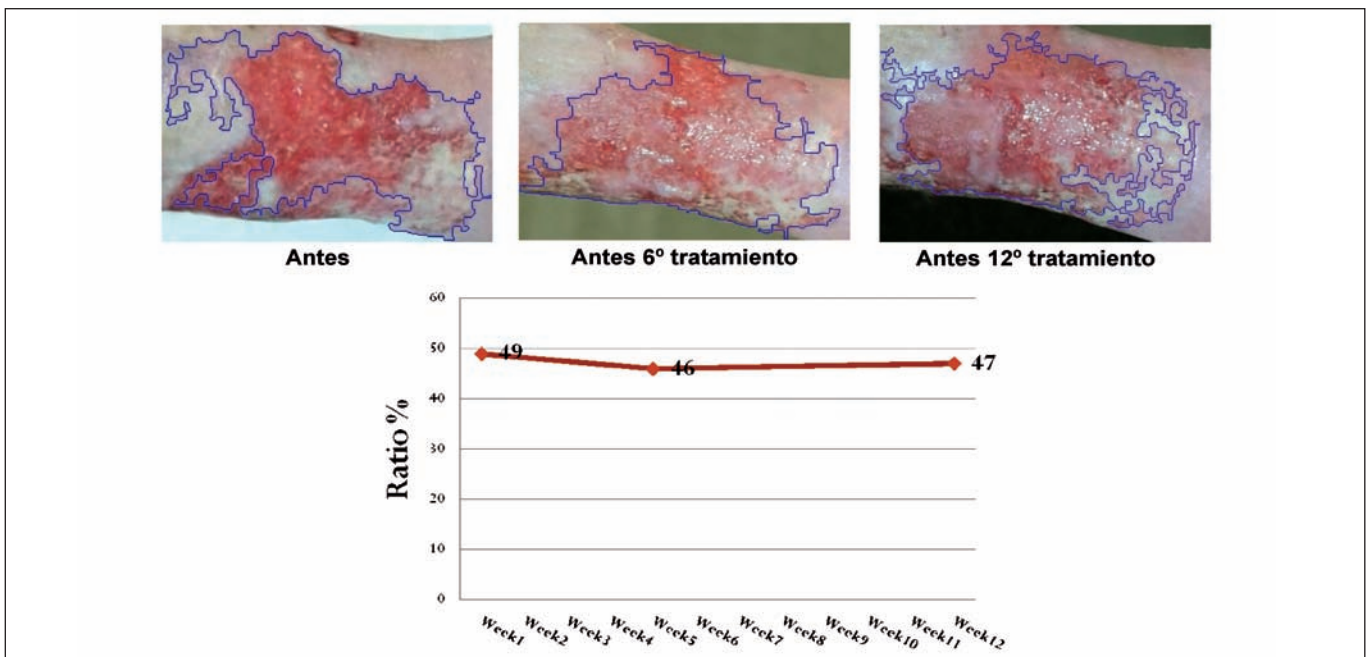 Antes
Antes 6º tratamiento
Antes 12º tratamiento
60
50
40
30
20
10
0
Ratio %
49
46
47
Week1
Week2
Week3
Week4
Week5
Week6
Week7
Week8
Week9
Week10
Week11
Week12